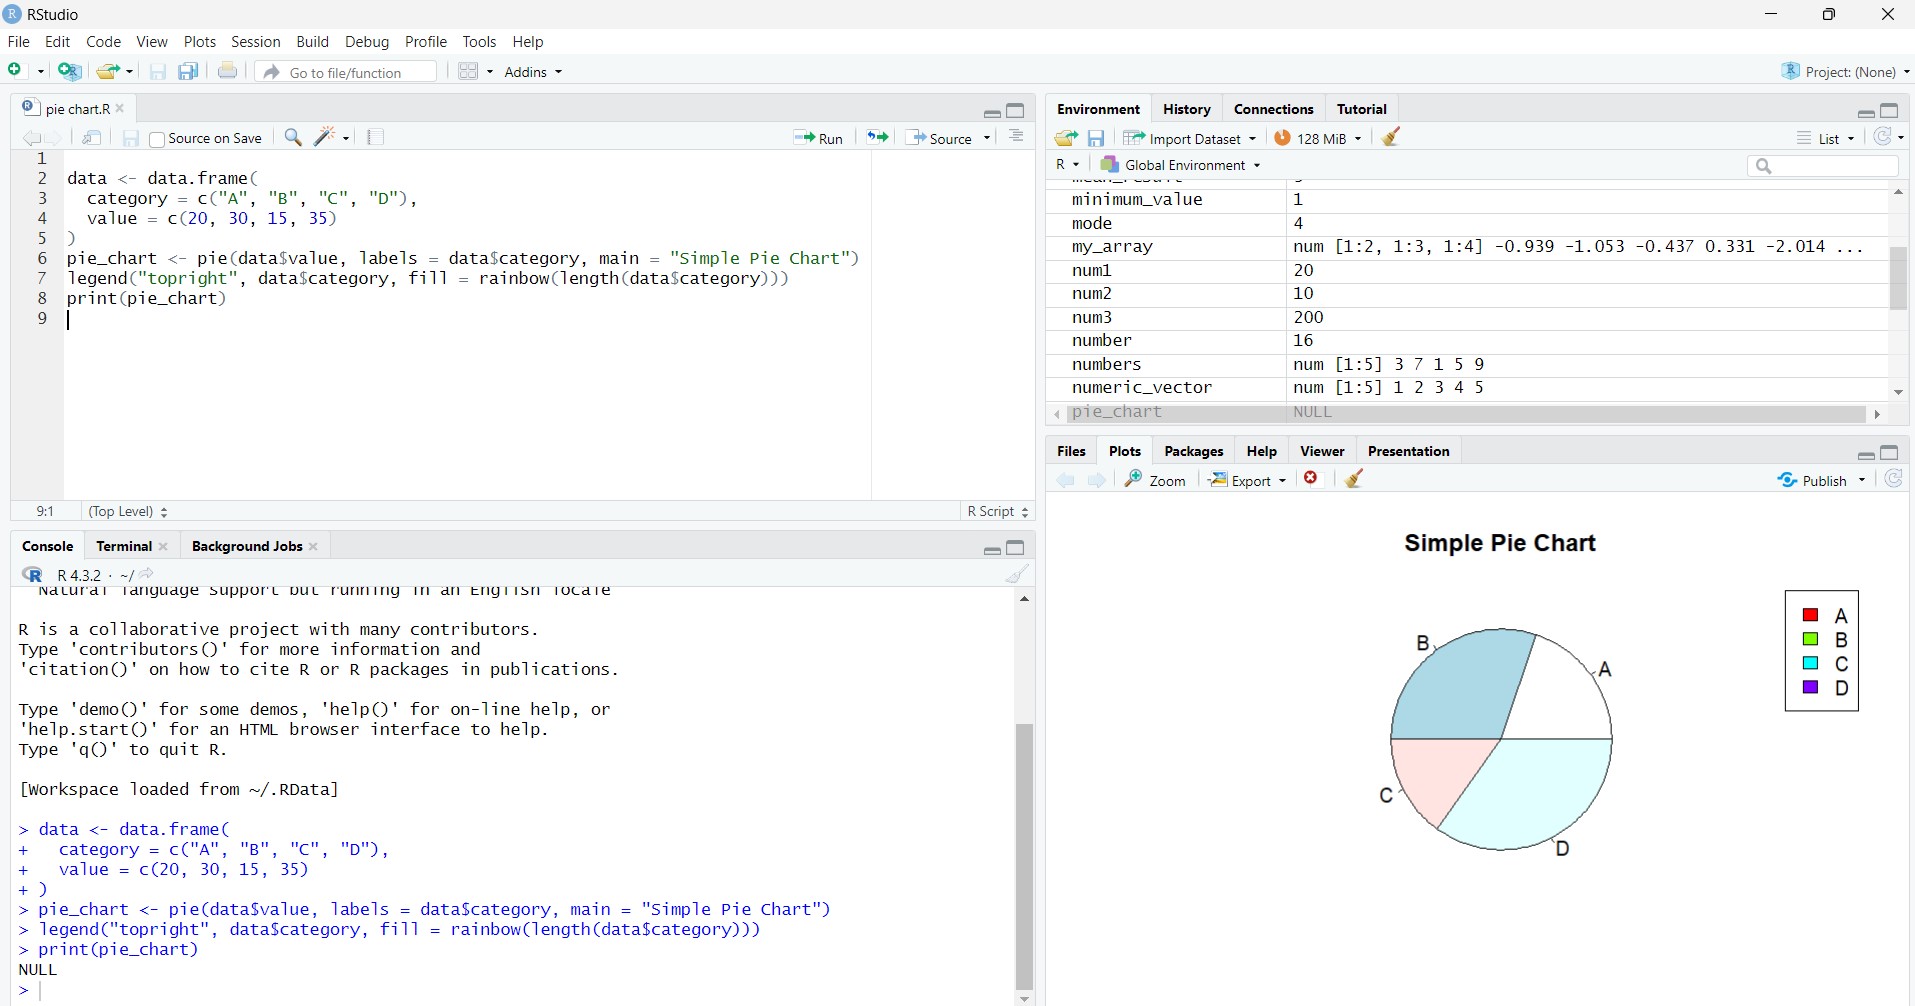 RStudio
File Edit Code View Plots Session Build Debug Profile Tools Help
Go to file/function Addins Project: (None)
pie chart.R
Source on Save Run Source
1
2 data <- data.frame(
3   category = c("A", "B", "C", "D"),
4   value = c(20, 30, 15, 35)
5 )
6 pie_chart <- pie(data$value, labels = data$category, main = "Simple Pie Chart")
7 legend("topright", data$category, fill = rainbow(length(data$category)))
8 print(pie_chart)
9
9:1 (Top Level) R Script
Console Terminal Background Jobs
R R 4.3.2 · ~/
Natural language support but running in an English locale

R is a collaborative project with many contributors.
Type 'contributors()' for more information and
'citation()' on how to cite R or R packages in publications.

Type 'demo()' for some demos, 'help()' for on-line help, or
'help.start()' for an HTML browser interface to help.
Type 'q()' to quit R.

[Workspace loaded from ~/.RData]

> data <- data.frame(
+   category = c("A", "B", "C", "D"),
+   value = c(20, 30, 15, 35)
+ )
> pie_chart <- pie(data$value, labels = data$category, main = "Simple Pie Chart")
> legend("topright", data$category, fill = rainbow(length(data$category)))
> print(pie_chart)
NULL
>
Environment History Connections Tutorial
Import Dataset 128 MiB List
R Global Environment
minimum_value 1
mode 4
my_array num [1:2, 1:3, 1:4] -0.939 -1.053 -0.437 0.331 -2.014 ...
num1 20
num2 10
num3 200
number 16
numbers num [1:5] 3 7 1 5 9
numeric_vector num [1:5] 1 2 3 4 5
pie_chart NULL
Files Plots Packages Help Viewer Presentation
Zoom Export Publish
Simple Pie Chart
A
B
C
D
A
B
C
D